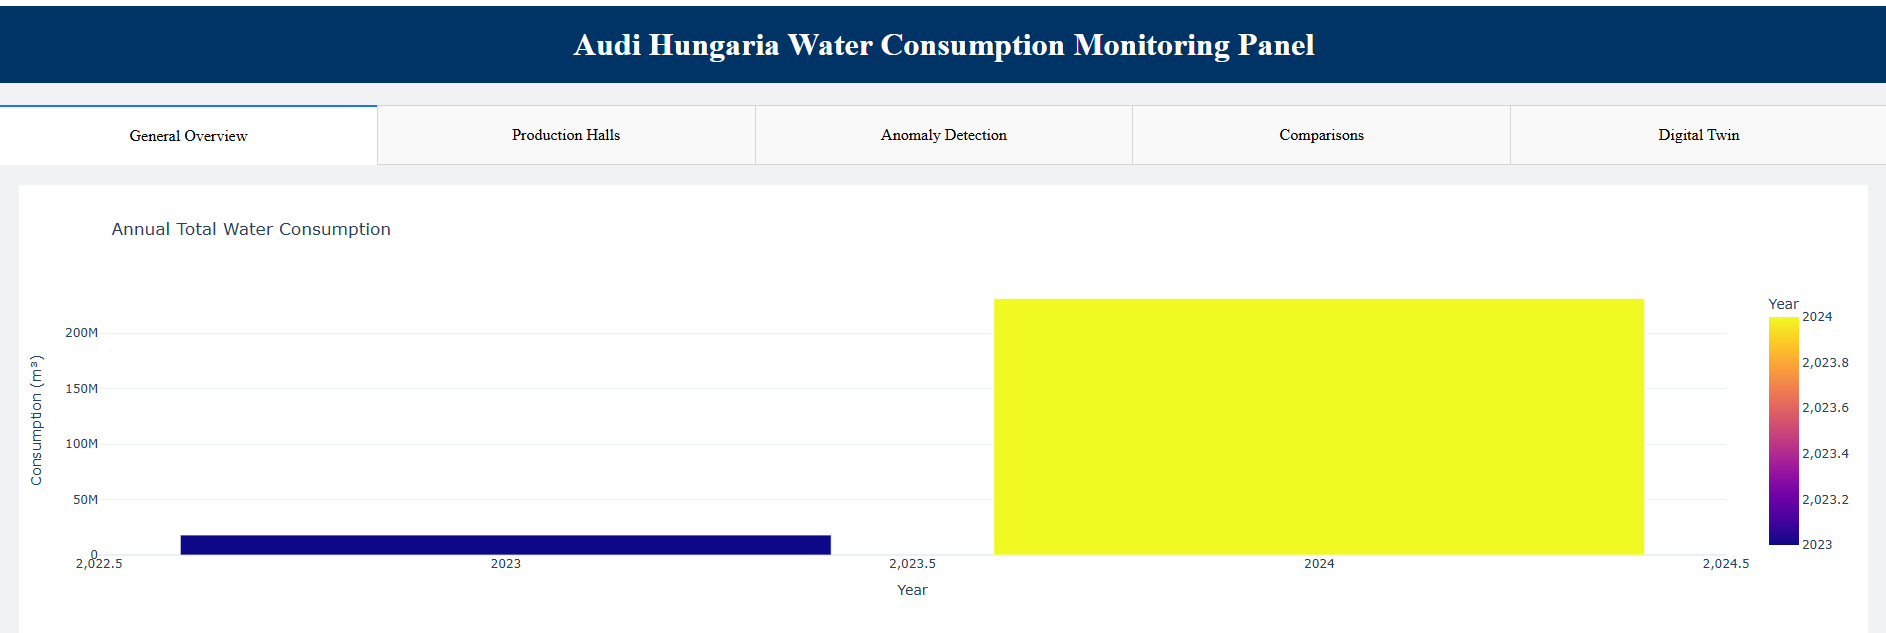 Audi Hungaria Water Consumption Monitoring Panel
General Overview
Production Halls
Anomaly Detection
Comparisons
Digital Twin
Annual Total Water Consumption
Consumption (m³)
200M
150M
100M
50M
0
2,022.5
2023
2,023.5
2024
2,024.5
Year
Year
2024
2,023.8
2,023.6
2,023.4
2,023.2
2023